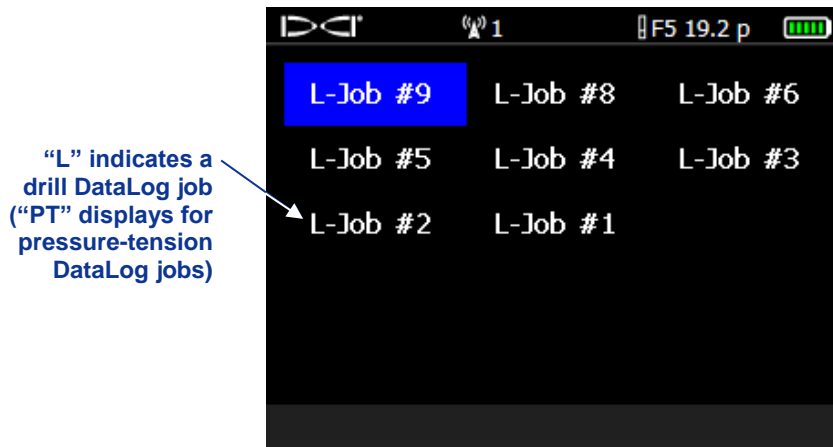 DCI 1 F5 19.2 p
L-Job #9 L-Job #8 L-Job #6
L-Job #5 L-Job #4 L-Job #3
L-Job #2 L-Job #1
“L” indicates a
drill DataLog job
(“PT” displays for
pressure-tension
DataLog jobs)